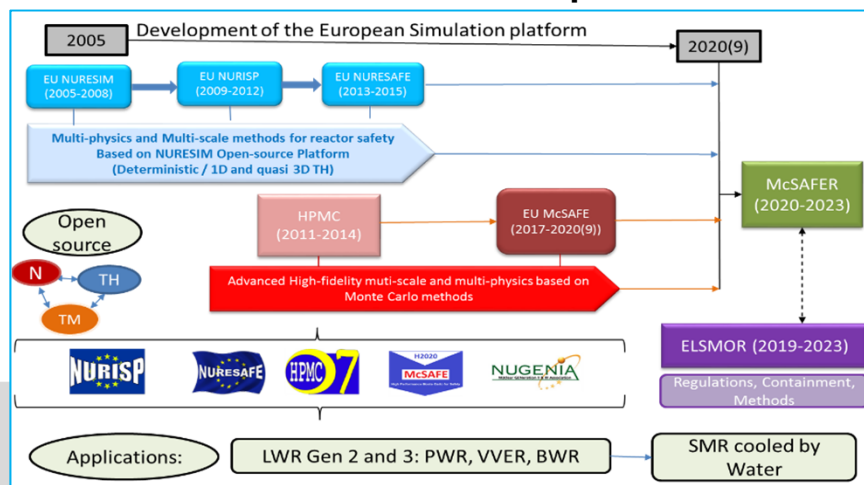 Development of the European Simulation platform
2005
2020(9)
EU NURESIM
(2005-2008)
EU NURISP
(2009-2012)
EU NURESAFE
(2013-2015)
Multi-physics and Multi-scale methods for reactor safety
Based on NURESIM Open-source Platform
(Deterministic / 1D and quasi 3D TH)
McSAFER
(2020-2023)
HPMC
(2011-2014)
EU McSAFE
(2017-2020(9))
Open
source
N
TH
TM
Advanced High-fidelity muti-scale and multi-physics based on
Monte Carlo methods
ELSMOR (2019-2023)
Regulations, Containment,
Methods
NURISP
NURESAFE
HPMC 7
H2020
McSAFE
NUGENIA
Applications:
LWR Gen 2 and 3: PWR, VVER, BWR
SMR cooled by
Water